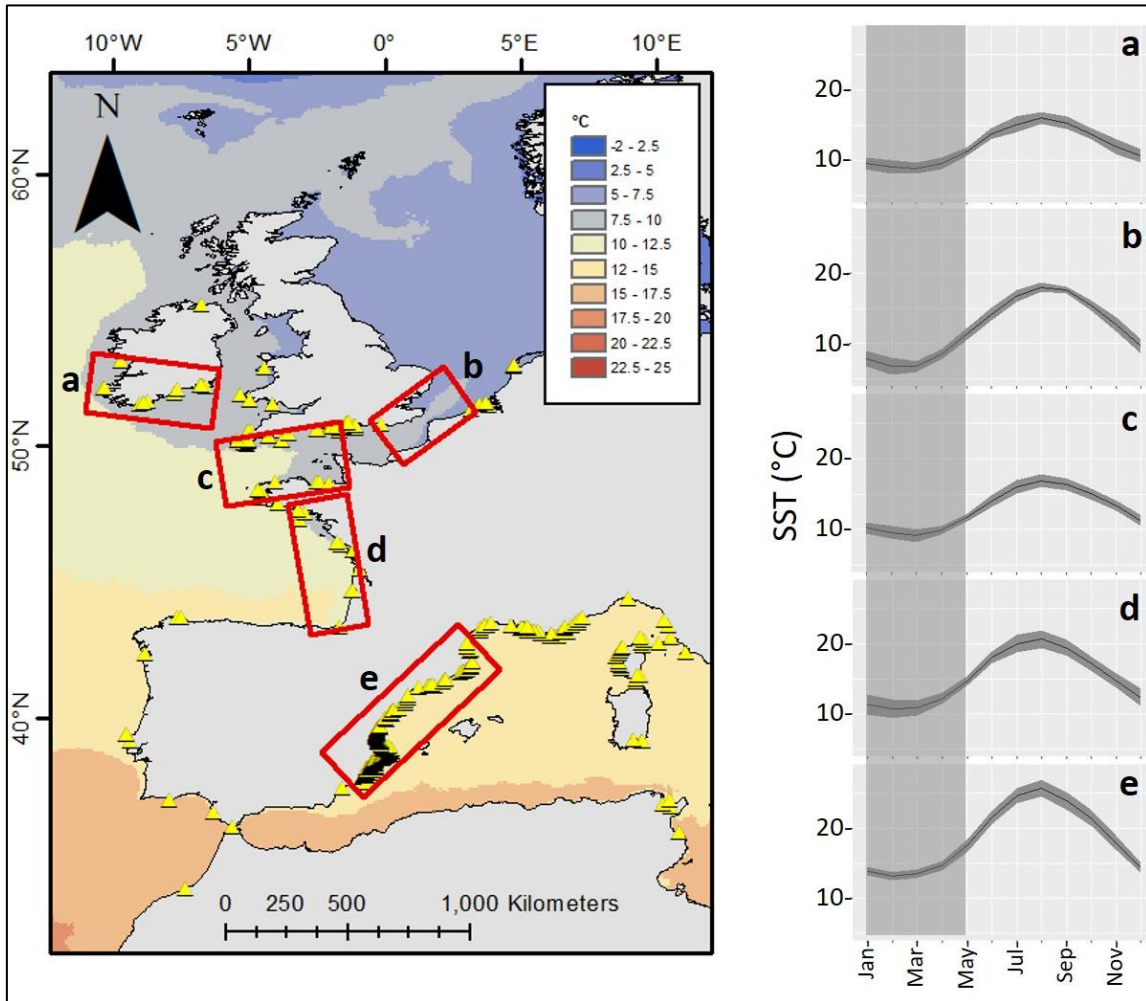 10°W 5°W 0° 5°E 10°E
60°N
50°N
40°N
N
°C
-2 - 2.5
2.5 - 5
5 - 7.5
7.5 - 10
10 - 12.5
12 - 15
15 - 17.5
17.5 - 20
20 - 22.5
22.5 - 25
a
b
c
d
e
0 250 500 1,000 Kilometers
SST (°C)
a
20-
10-
b
20-
10-
c
20-
10-
d
20-
10-
e
20-
10-
Jan- Mar- May- Jul- Sep- Nov-